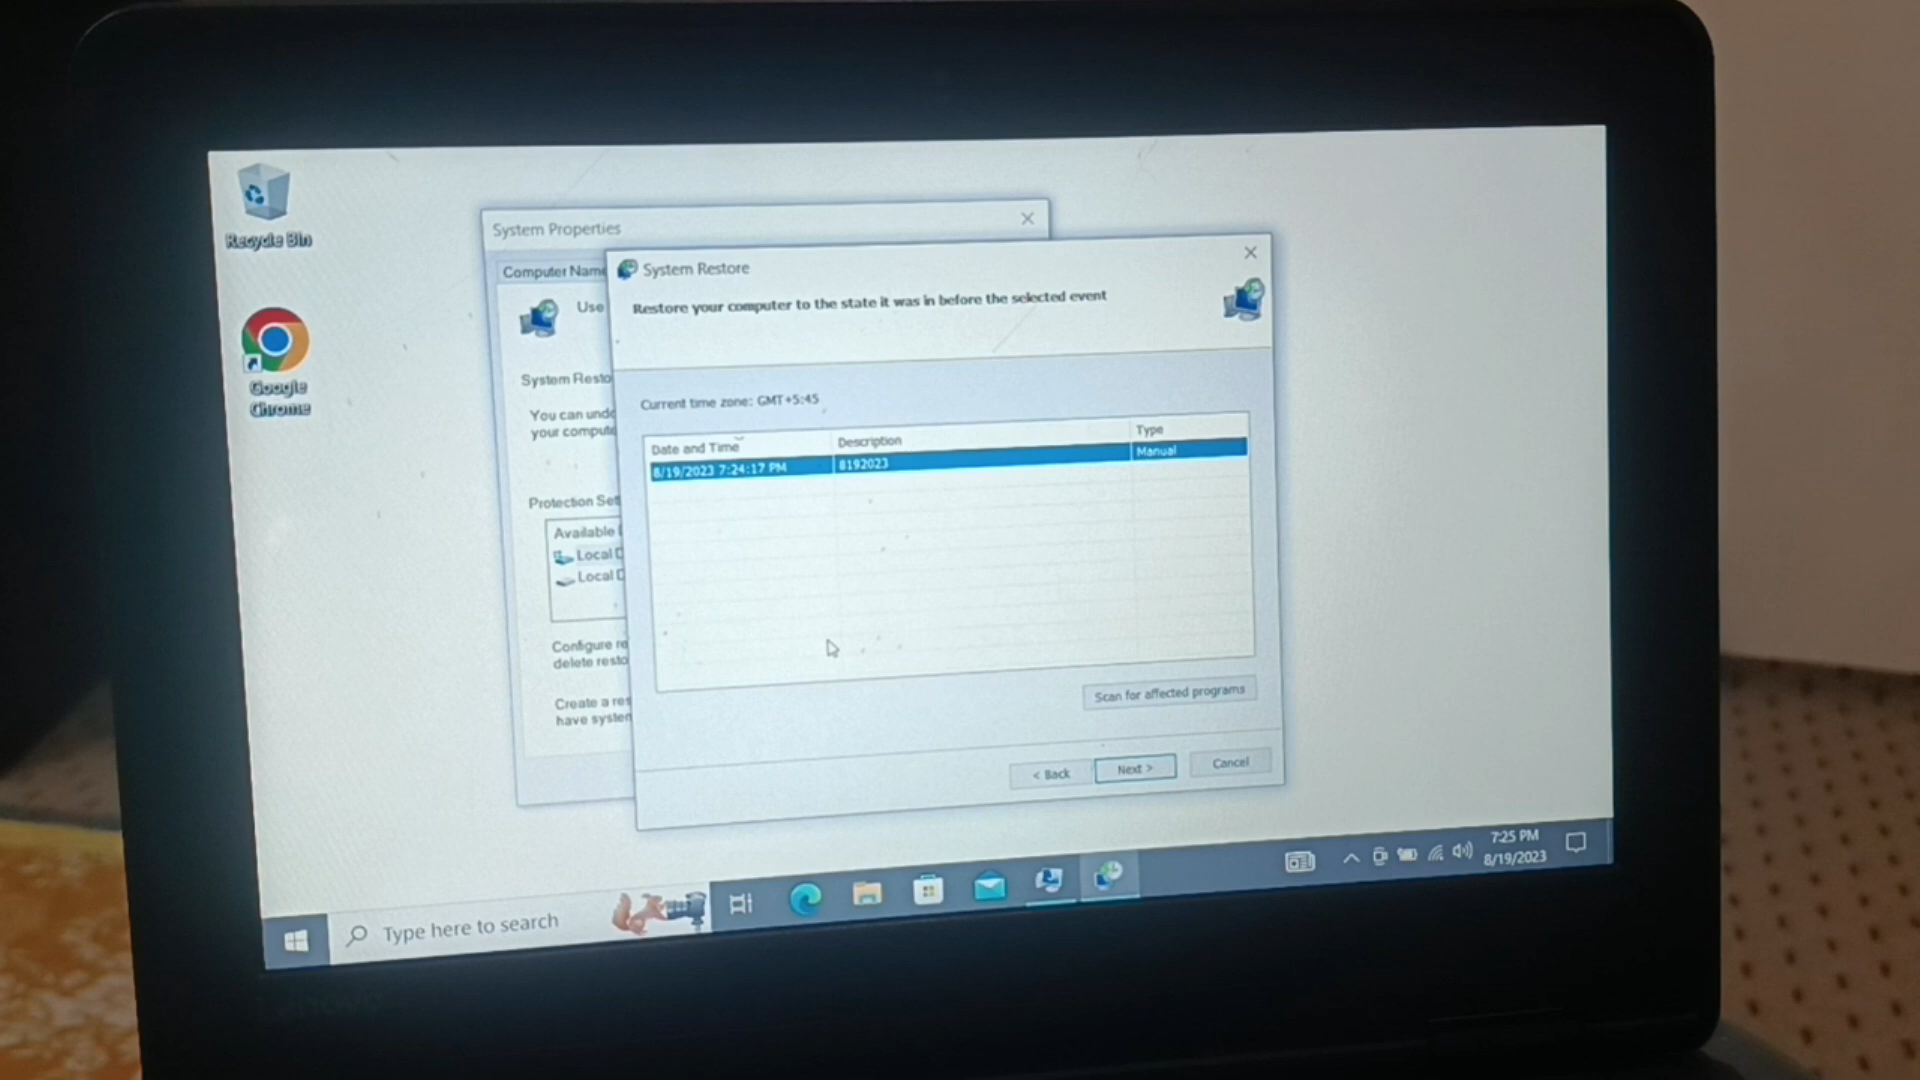 Recycle Bin
Google
Chrome
System Properties
Computer Name
Use
System Resto
You can undo
your compute
Protection Set
Available
Local D
Local D
Configure re
delete resto
Create a res
have system
System Restore
Restore your computer to the state it was in before the selected event
Current time zone: GMT+5:45
Date and Time Description Type
8/19/2023 7:24:17 PM 8192023 Manual
Scan for affected programs
< Back Next > Cancel
Type here to search
7:25 PM
8/19/2023